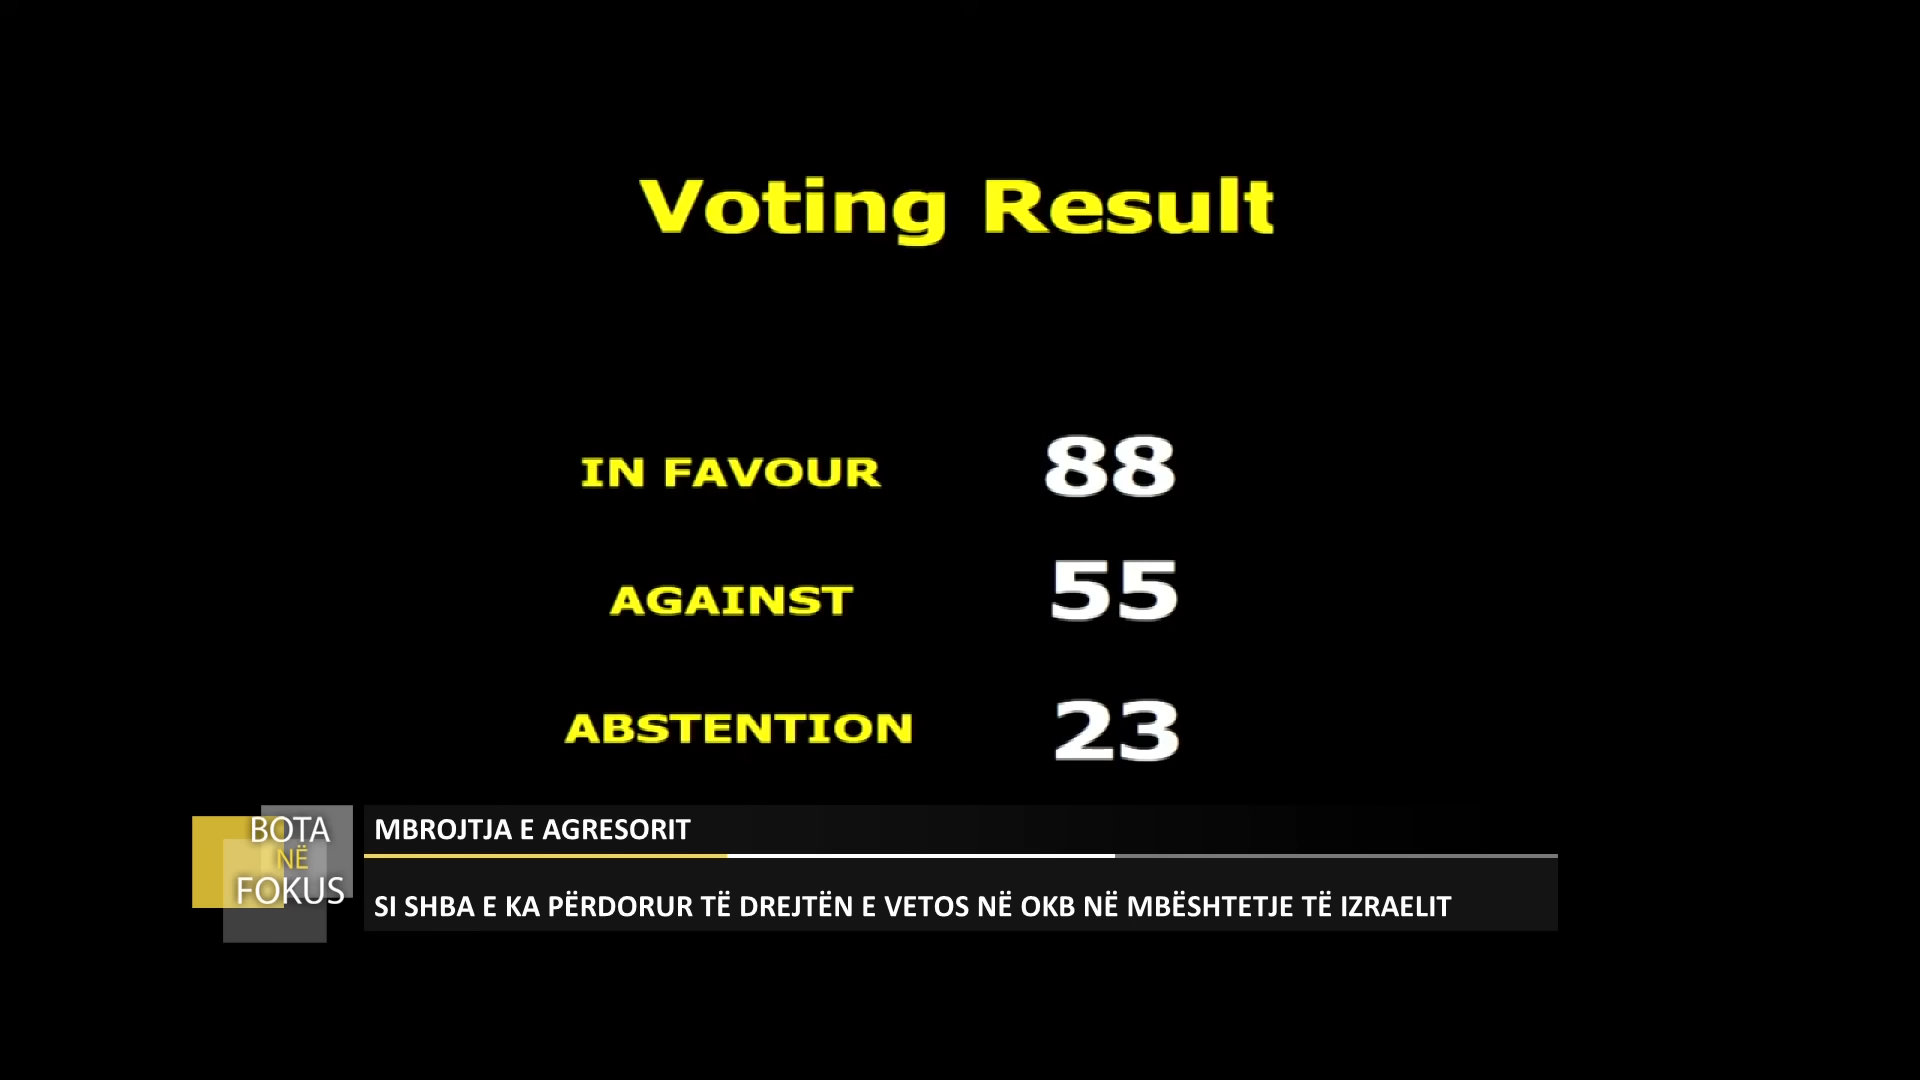 Voting Result
IN FAVOUR 88
AGAINST 55
ABSTENTION 23
BOTA
NË
FOKUS
MBROJTJA E AGRESORIT
SI SHBA E KA PËRDORUR TË DREJTËN E VETOS NË OKB NË MBËSHTETJE TË IZRAELIT